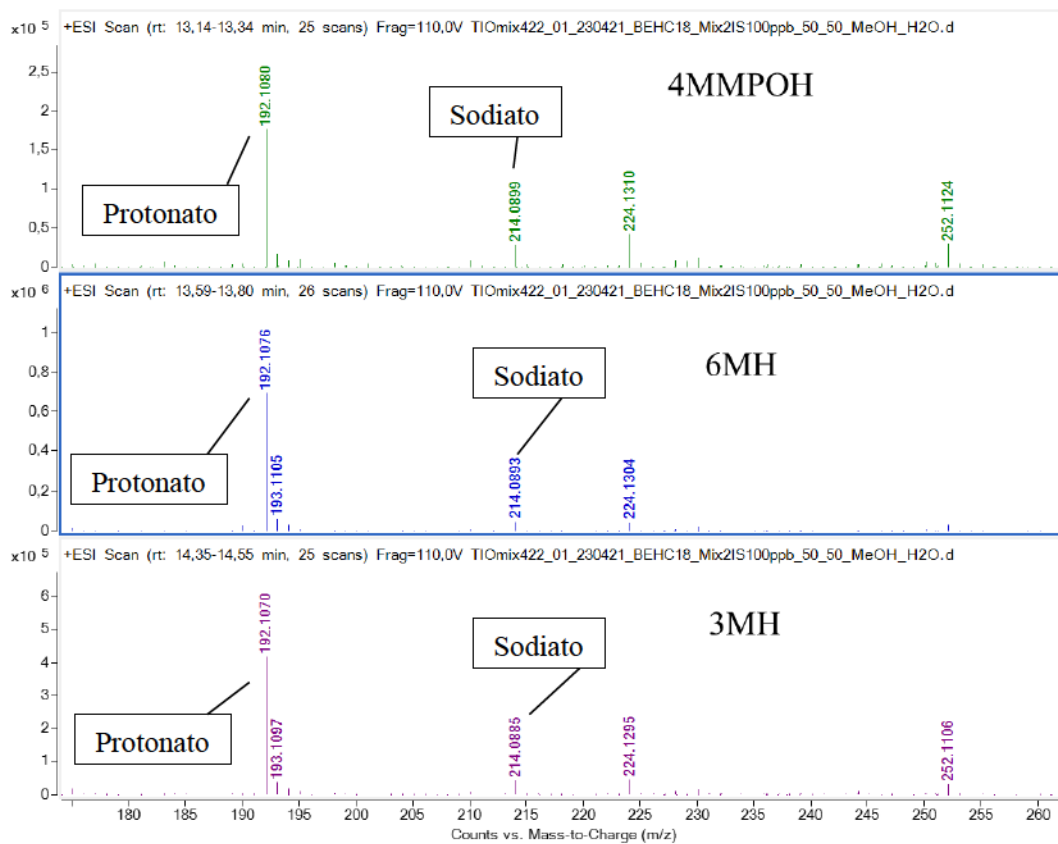 x10 5
+ESI Scan (rt: 13,14-13,34 min, 25 scans) Frag=110,0V TIOmix422_01_230421_BEHC18_Mix2IS100ppb_50_50_MeOH_H2O.d
2,5
2
1,5
1
0,5
0
192.1080
214.0899
224.1310
252.1124
4MMPOH
Sodiato
Protonato
x10 6
+ESI Scan (rt: 13,59-13,80 min, 26 scans) Frag=110,0V TIOmix422_01_230421_BEHC18_Mix2IS100ppb_50_50_MeOH_H2O.d
1
0,8
0,6
0,4
0,2
0
192.1076
193.1105
214.0893
224.1304
6MH
Sodiato
Protonato
x10 5
+ESI Scan (rt: 14,35-14,55 min, 25 scans) Frag=110,0V TIOmix422_01_230421_BEHC18_Mix2IS100ppb_50_50_MeOH_H2O.d
6
5
4
3
2
1
0
192.1070
193.1097
214.0885
224.1295
252.1106
3MH
Sodiato
Protonato
180 185 190 195 200 205 210 215 220 225 230 235 240 245 250 255 260
Counts vs. Mass-to-Charge (m/z)